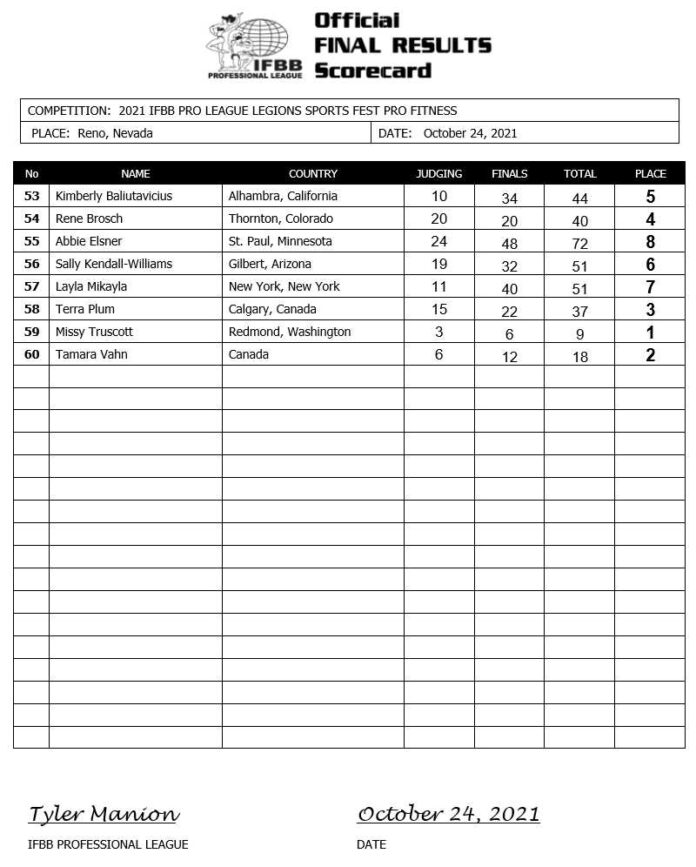 Official
FINAL RESULTS
Scorecard
IFBB
PROFESSIONAL LEAGUE
COMPETITION: 2021 IFBB PRO LEAGUE LEGIONS SPORTS FEST PRO FITNESS
PLACE: Reno, Nevada DATE: October 24, 2021
No NAME COUNTRY JUDGING FINALS TOTAL PLACE
53 Kimberly Baliutavicius Alhambra, California 10 34 44 5
54 Rene Brosch Thornton, Colorado 20 20 40 4
55 Abbie Elsner St. Paul, Minnesota 24 48 72 8
56 Sally Kendall-Williams Gilbert, Arizona 19 32 51 6
57 Layla Mikayla New York, New York 11 40 51 7
58 Terra Plum Calgary, Canada 15 22 37 3
59 Missy Truscott Redmond, Washington 3 6 9 1
60 Tamara Vahn Canada 6 12 18 2
Tyler Manion October 24, 2021
IFBB PROFESSIONAL LEAGUE DATE